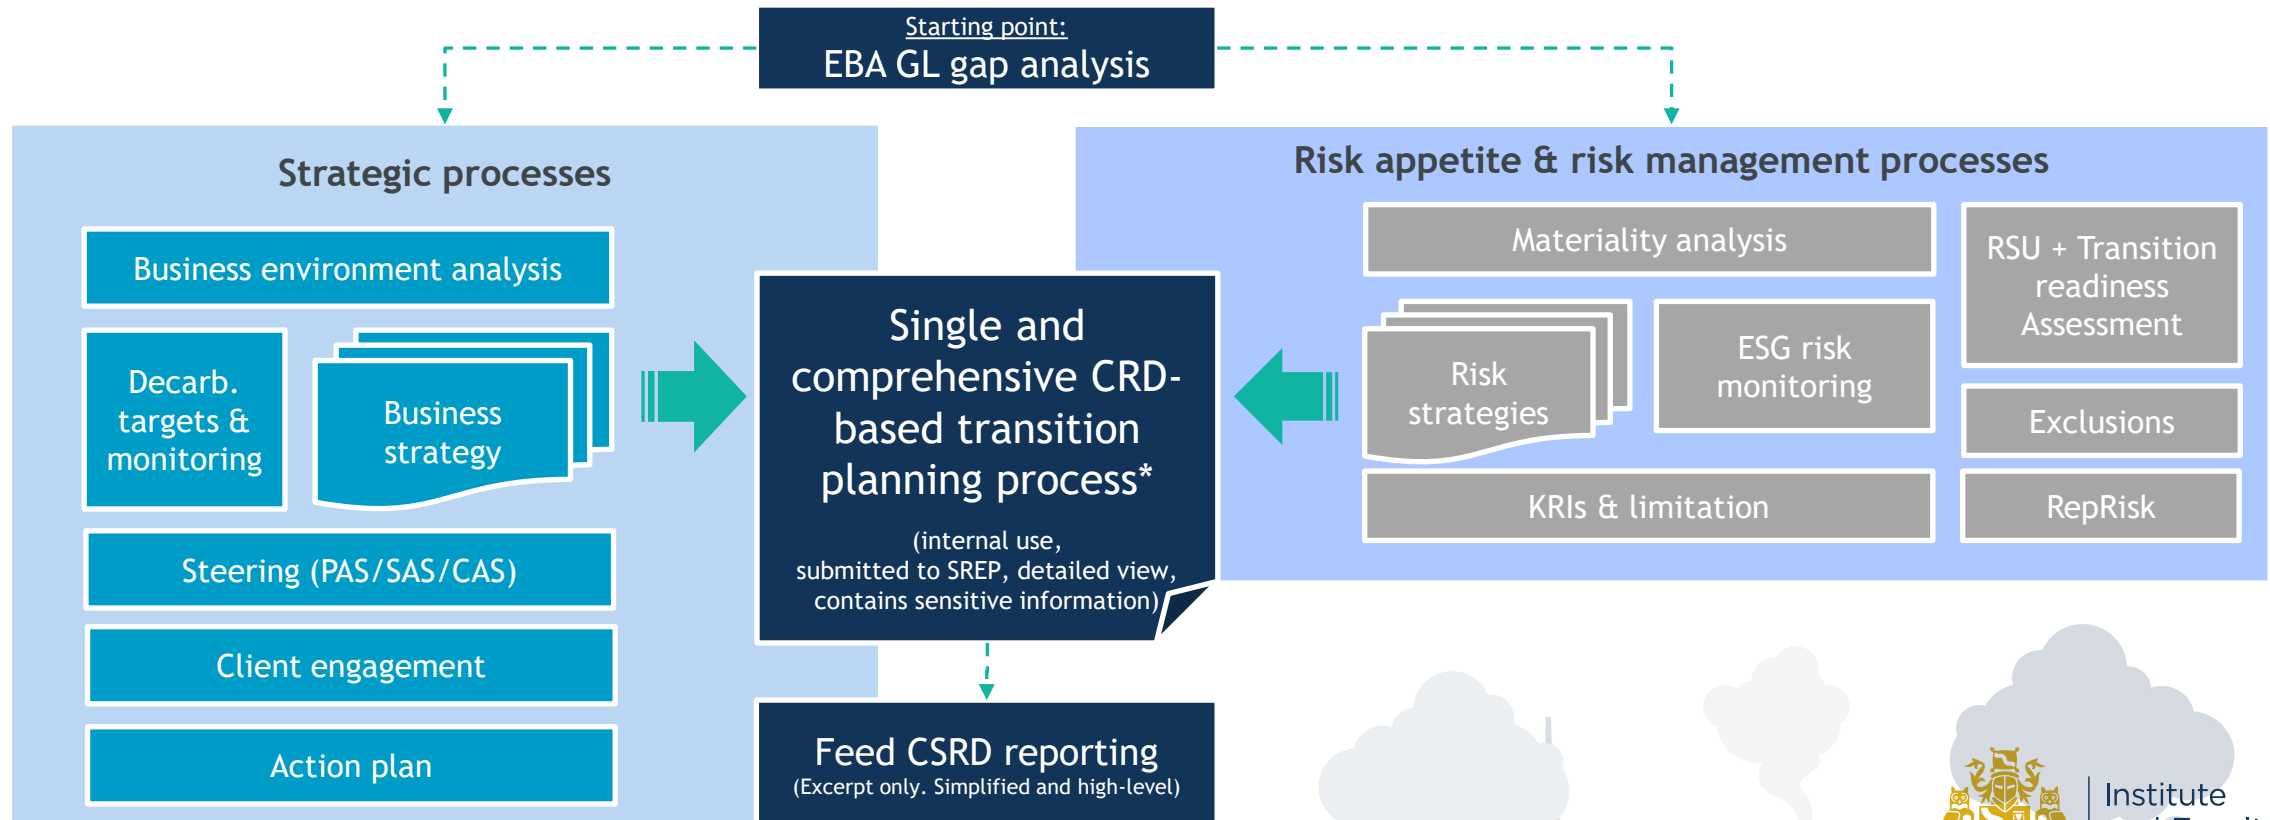 Starting point:
EBA GL gap analysis
Strategic processes
Business environment analysis
Decarb.
targets &
monitoring
Business
strategy
Steering (PAS/SAS/CAS)
Client engagement
Action plan
Single and
comprehensive CRD-
based transition
planning process*
(internal use,
submitted to SREP, detailed view,
contains sensitive information)
Feed CSRD reporting
(Excerpt only. Simplified and high-level)
Risk appetite & risk management processes
Materiality analysis
Risk
strategies
ESG risk
monitoring
KRIs & limitation
RSU + Transition
readiness
Assessment
Exclusions
RepRisk
Institute